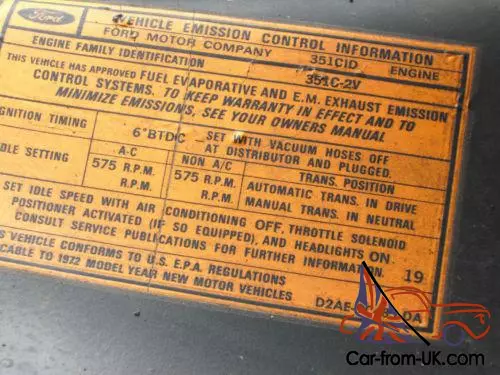 Ford
VEHICLE EMISSION CONTROL INFORMATION
FORD MOTOR COMPANY 351CID ENGINE
ENGINE FAMILY IDENTIFICATION 351C-2V
THIS VEHICLE HAS APPROVED FUEL EVAPORATIVE AND E.M. EXHAUST EMISSION
CONTROL SYSTEMS. TO KEEP WARRANTY IN EFFECT AND TO
MINIMIZE EMISSIONS, SEE YOUR OWNERS MANUAL
GNITION TIMING 6°BTDC SET WITH VACUUM HOSES OFF
AT DISTRIBUTOR AND PLUGGED.
DLE SETTING A-C NON A/C TRANS. POSITION
575 R.P.M. 575 R.P.M. AUTOMATIC TRANS. IN DRIVE
R.P.M. R.P.M. MANUAL TRANS. IN NEUTRAL
SET IDLE SPEED WITH AIR CONDITIONING OFF, THROTTLE SOLENOID
POSITIONER ACTIVATED (IF SO EQUIPPED), AND HEADLIGHTS ON.
CONSULT SERVICE PUBLICATIONS FOR FURTHER INFORMATION. 19
S VEHICLE CONFORMS TO U.S. E.P.A. REGULATIONS
CABLE TO 1972 MODEL YEAR NEW MOTOR VEHICLES
Car-from-UK.com